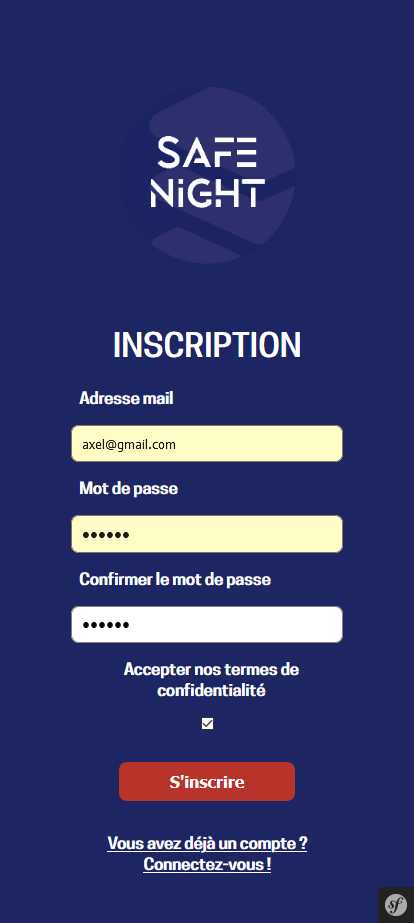 SAFE
NiGHT
INSCRIPTION
Adresse mail
axel@gmail.com
Mot de passe
••••••
Confirmer le mot de passe
••••••
Accepter nos termes de
confidentialité
S'inscrire
Vous avez déjà un compte ?
Connectez-vous !
sf